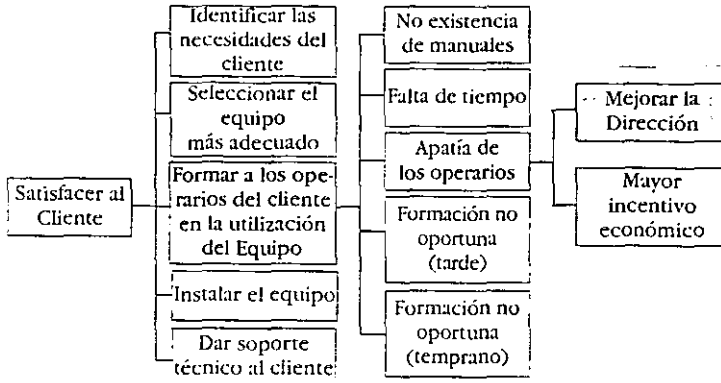 Satisfacer al
Cliente
Identificar las
necesidades del
cliente
Seleccionar el
equipo
más adecuado
Formar a los ope-
rarios del cliente
en la utilización
del Equipo
Instalar el equipo
Dar soporte
técnico al cliente
No existencia
de manuales
Falta de tiempo
Apatía de
los operarios
Formación no
oportuna
(tarde)
Formación no
oportuna
(temprano)
Mejorar la
Dirección
Mayor
incentivo
económico